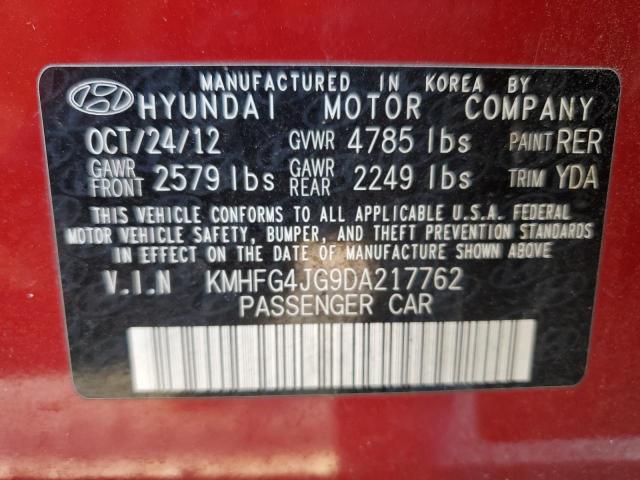 MANUFACTURED IN KOREA BY
HYUNDAI MOTOR COMPANY
OCT/24/12 GVWR 4785 lbs PAINT RER
GAWR FRONT 2579 lbs GAWR REAR 2249 lbs TRIM YDA
THIS VEHICLE CONFORMS TO ALL APPLICABLE U.S.A. FEDERAL
MOTOR VEHICLE SAFETY, BUMPER, AND THEFT PREVENTION STANDARDS
IN EFFECT ON THE DATE OF MANUFACTURE SHOWN ABOVE.
V.I.N KMHFG4JG9DA217762
PASSENGER CAR